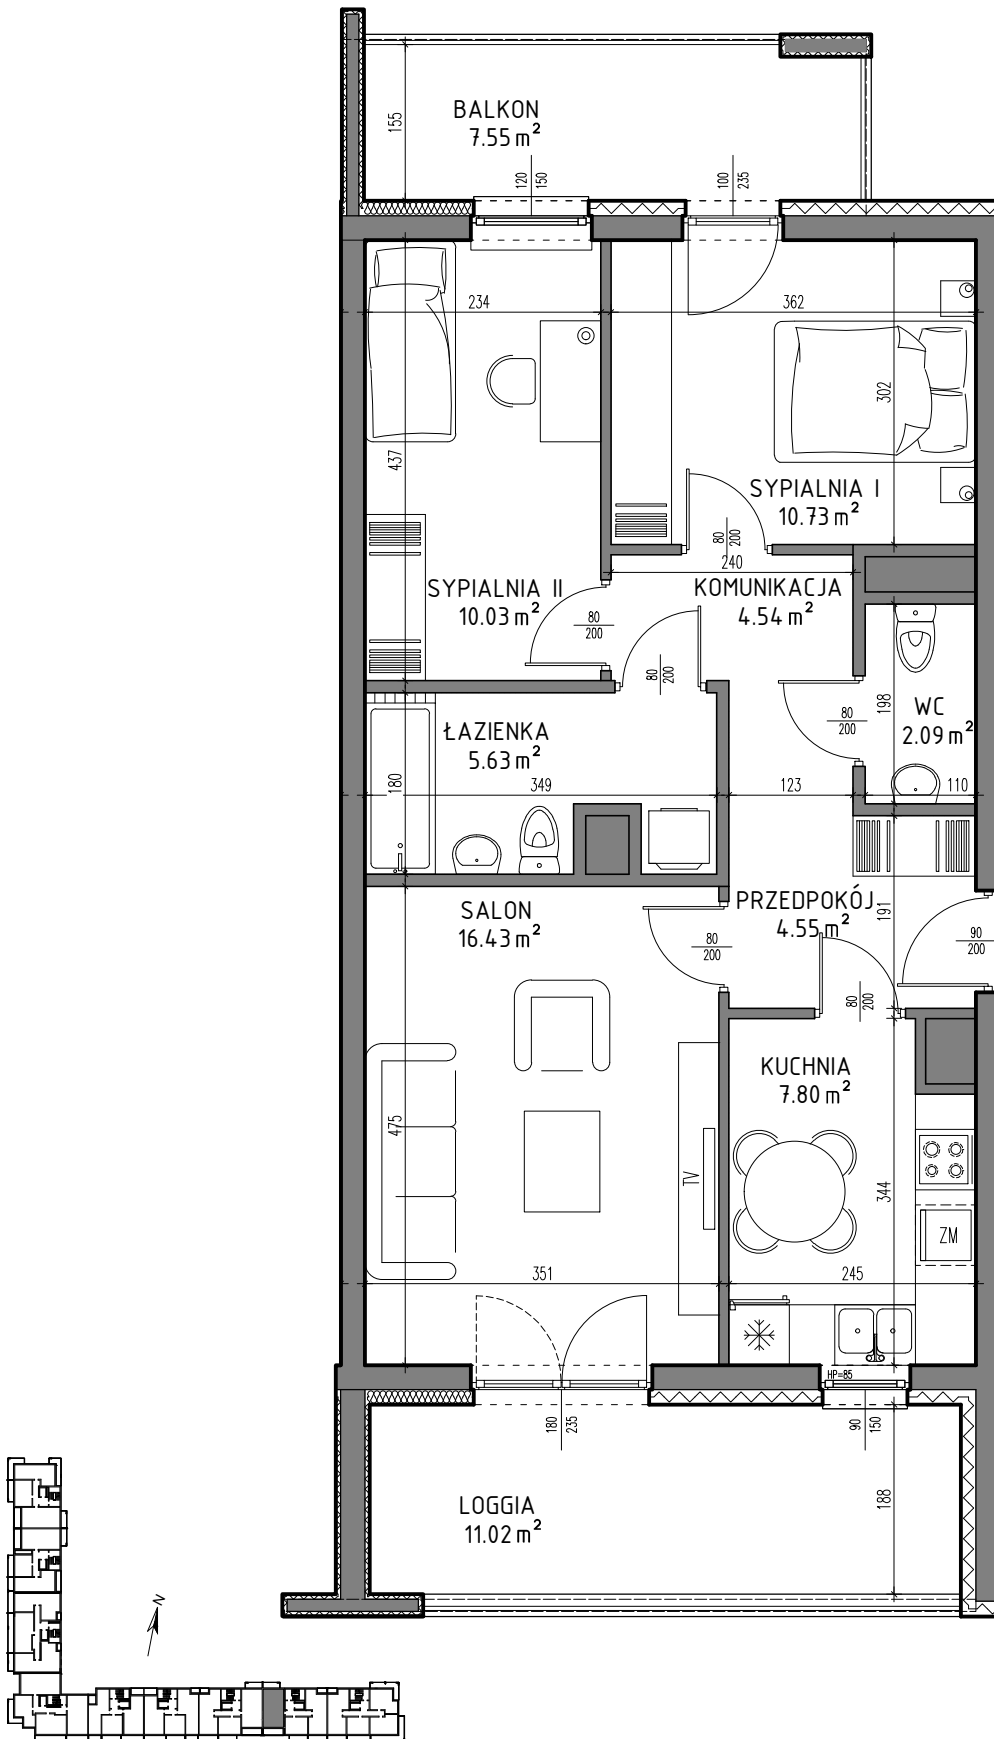 BALKON
7.55 m²
155
120
150
100
235
234
362
302
437
SYPIALNIA I
10.73 m²
80
200
240
SYPIALNIA II
10.03 m²
KOMUNIKACJA
4.54 m²
80
200
80
200
198
WC
2.09 m²
80
200
ŁAZIENKA
5.63 m²
180
349
123
110
PRZEDPOKÓJ
4.55 m²
191
SALON
16.43 m²
80
200
90
200
80
200
KUCHNIA
7.80 m²
475
TV
344
ZM
351
245
HP=85
180
235
90
150
188
LOGGIA
11.02 m²
N